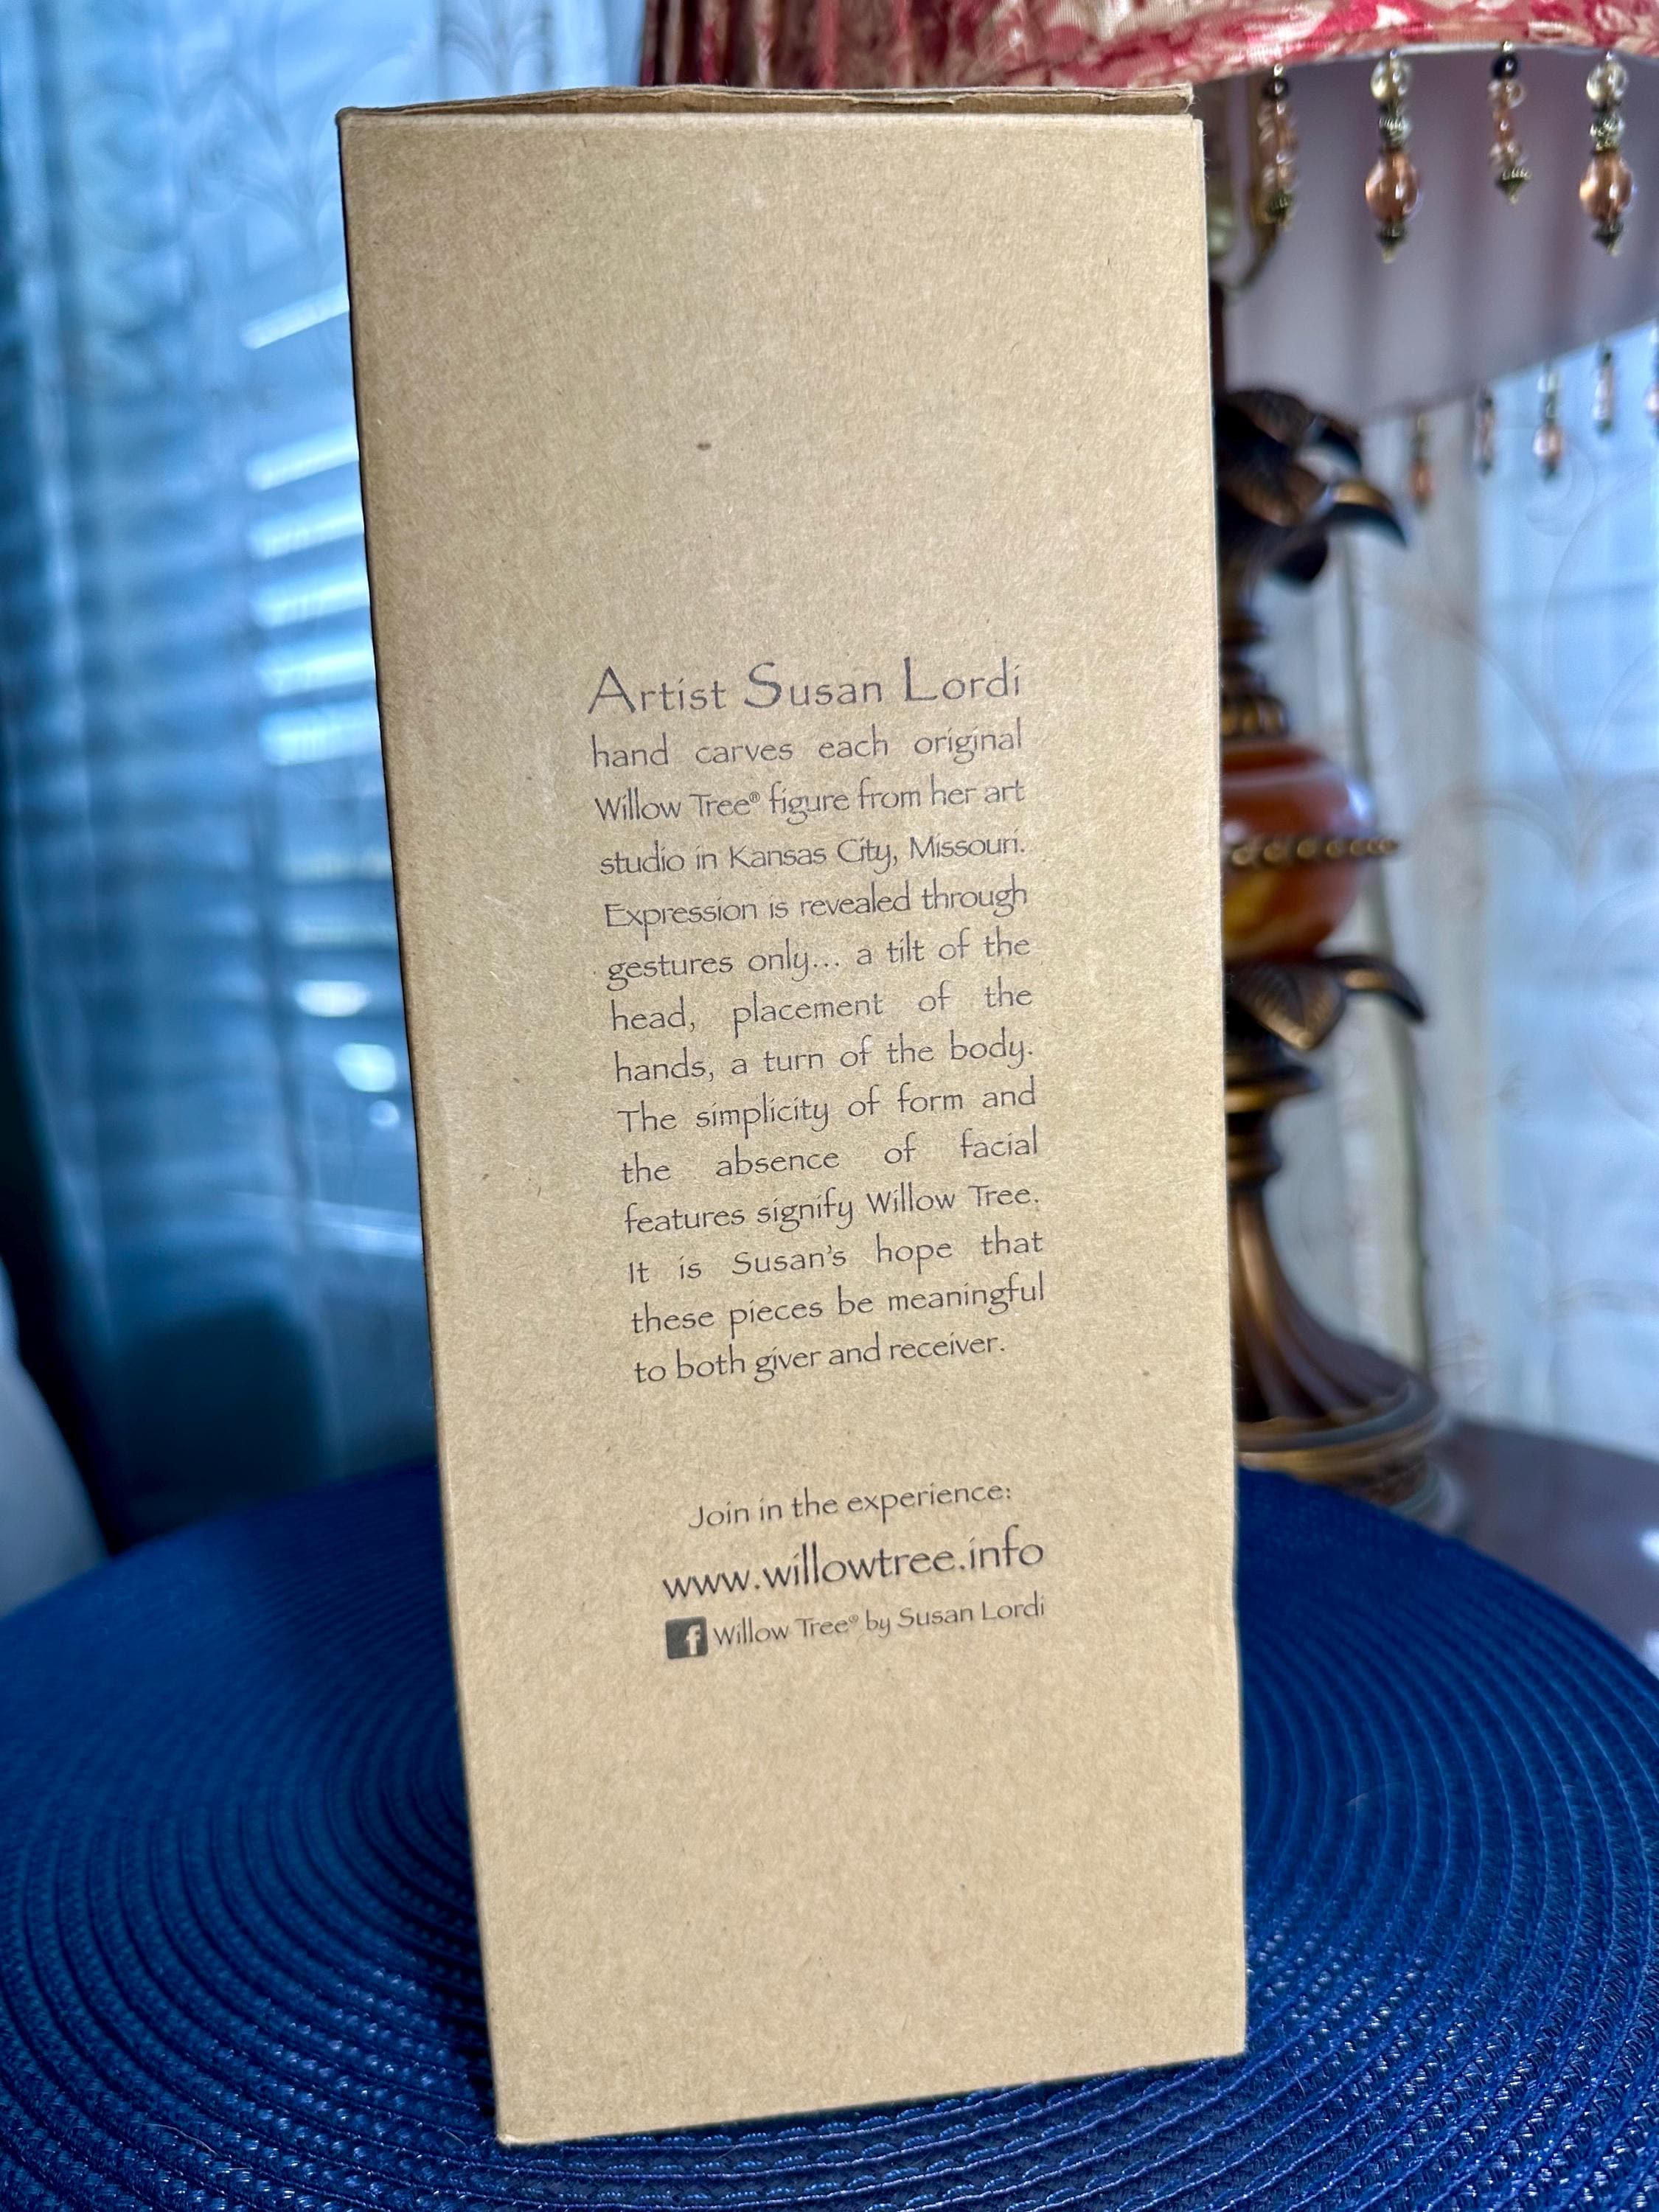 Artist Susan Lordi
hand carves each original
Willow Tree® figure from her art
studio in Kansas City, Missouri.
Expression is revealed through
gestures only... a tilt of the
head, placement of the
hands, a turn of the body.
The simplicity of form and
the absence of facial
features signify Willow Tree.
It is Susan's hope that
these pieces be meaningful
to both giver and receiver.
Join in the experience:
www.willowtree.info
f Willow Tree® by Susan Lordi